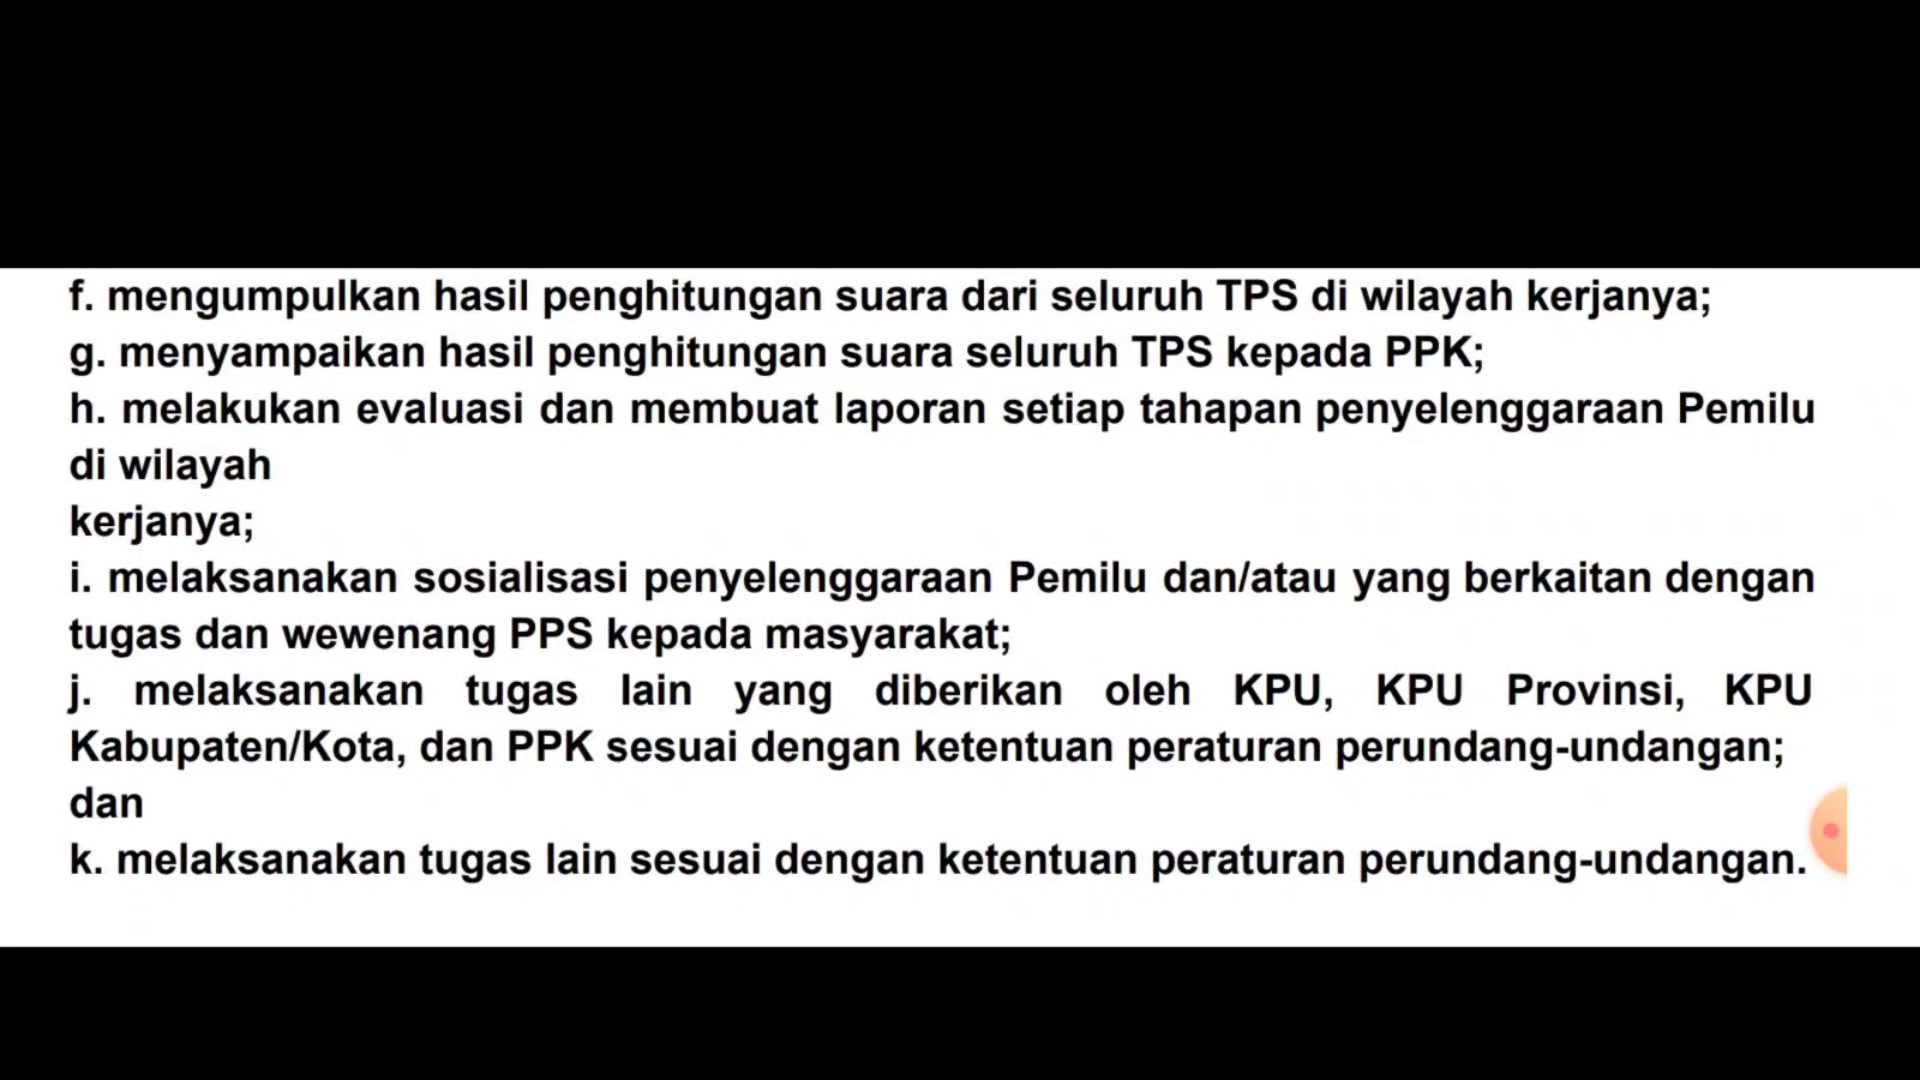 f. mengumpulkan hasil penghitungan suara dari seluruh TPS di wilayah kerjanya;
g. menyampaikan hasil penghitungan suara seluruh TPS kepada PPK;
h. melakukan evaluasi dan membuat laporan setiap tahapan penyelenggaraan Pemilu
di wilayah
kerjanya;
i. melaksanakan sosialisasi penyelenggaraan Pemilu dan/atau yang berkaitan dengan
tugas dan wewenang PPS kepada masyarakat;
j. melaksanakan tugas lain yang diberikan oleh KPU, KPU Provinsi, KPU
Kabupaten/Kota, dan PPK sesuai dengan ketentuan peraturan perundang-undangan;
dan
k. melaksanakan tugas lain sesuai dengan ketentuan peraturan perundang-undangan.